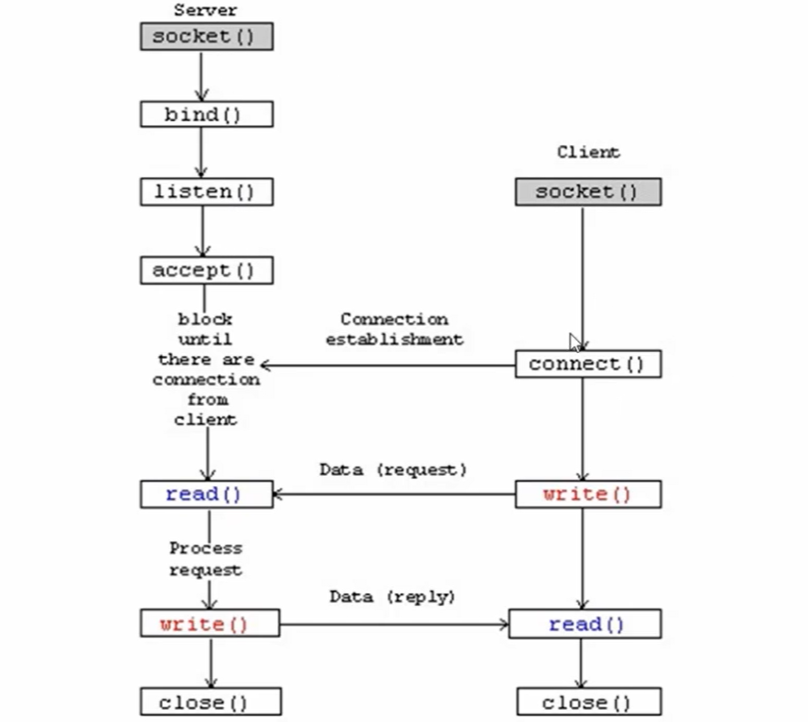 Server
socket()
bind()
listen()
accept()
block
until
there are
connection
from
client
read()
Process
request
write()
close()
Connection
establishment
Data (request)
Data (reply)
Client
socket()
connect()
write()
read()
close()